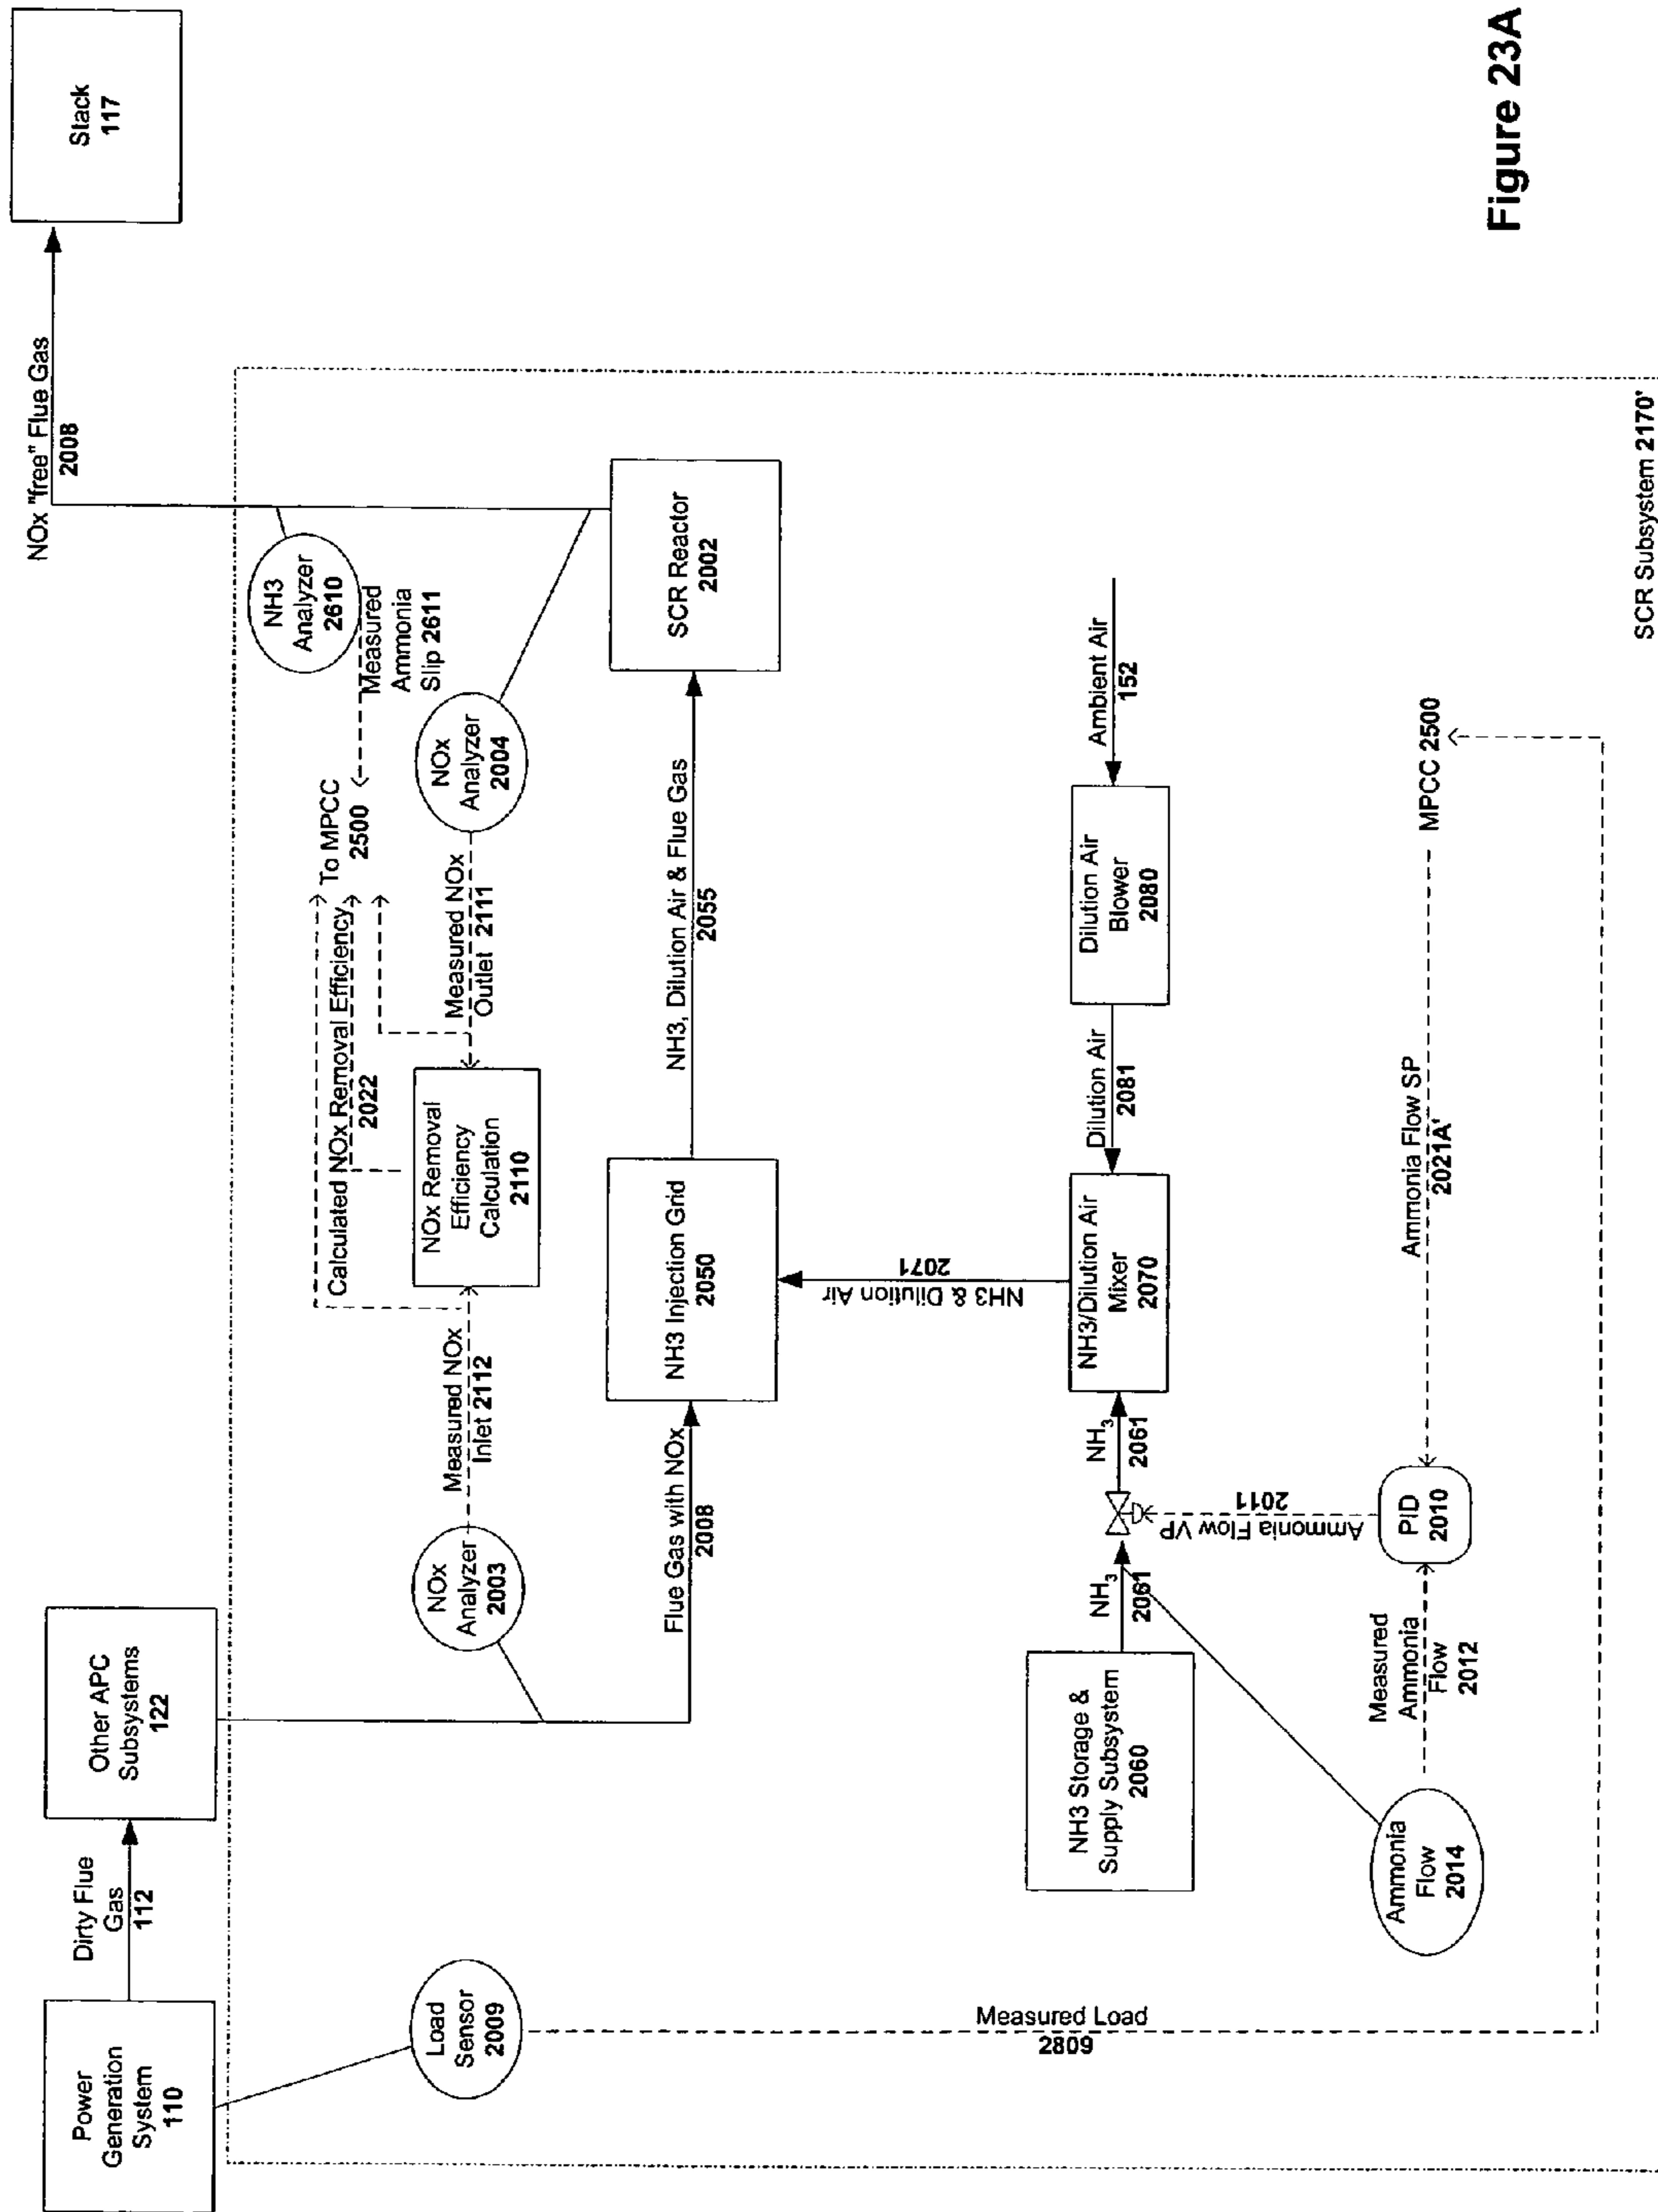 Power
Generation
System
110
Dirty Flue
Gas
112
Other APC
Subsystems
122
NOx "free" Flue Gas
2008
Stack
117
Load
Sensor
2009
NOx
Analyzer
2003
Measured NOx
Inlet 2112
Calculated NOx Removal Efficiency
2022
NOx Removal
Efficiency
Calculation
2110
To MPCC
2500
Measured NOx
Outlet 2111
NOx
Analyzer
2004
NH3
Analyzer
2610
Measured
Ammonia
Slip 2611
Flue Gas with NOx
2008
NH3 Injection Grid
2050
NH3, Dilution Air & Flue Gas
2055
SCR Reactor
2002
NH3 & Dilution Air
2071
NH3 Storage &
Supply Subsystem
2060
NH₃
2061
NH₃
2061
NH3/Dilution Air
Mixer
2070
Dilution Air
2081
Dilution Air
Blower
2080
Ambient Air
152
Ammonia Flow VP
2011
Ammonia
Flow
2014
Measured
Ammonia
Flow
2012
PID
2010
Ammonia Flow SP
2021A'
MPCC 2500
Measured Load
2809
SCR Subsystem 2170'
Figure 23A